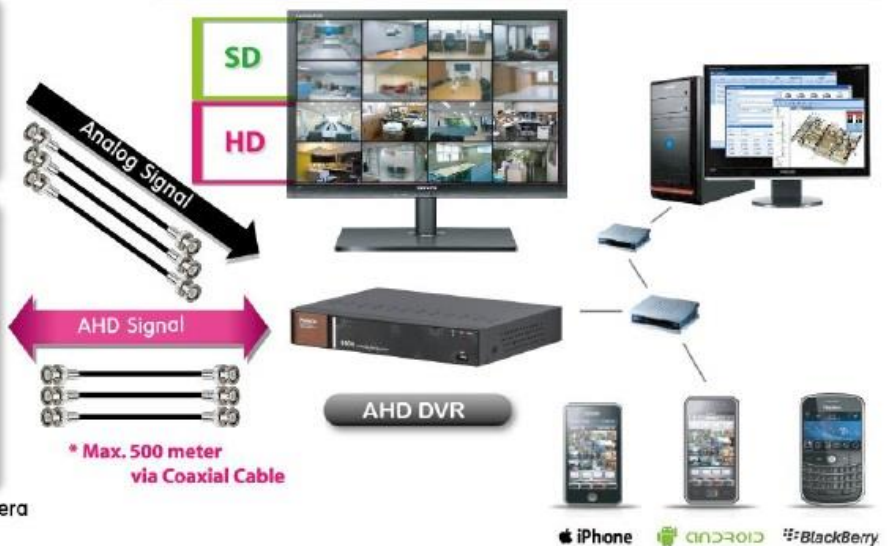 SD
HD
Analog Signal
AHD Signal
* Max. 500 meter
via Coaxial Cable
AHD DVR
era
iPhone
ANDROID
BlackBerry